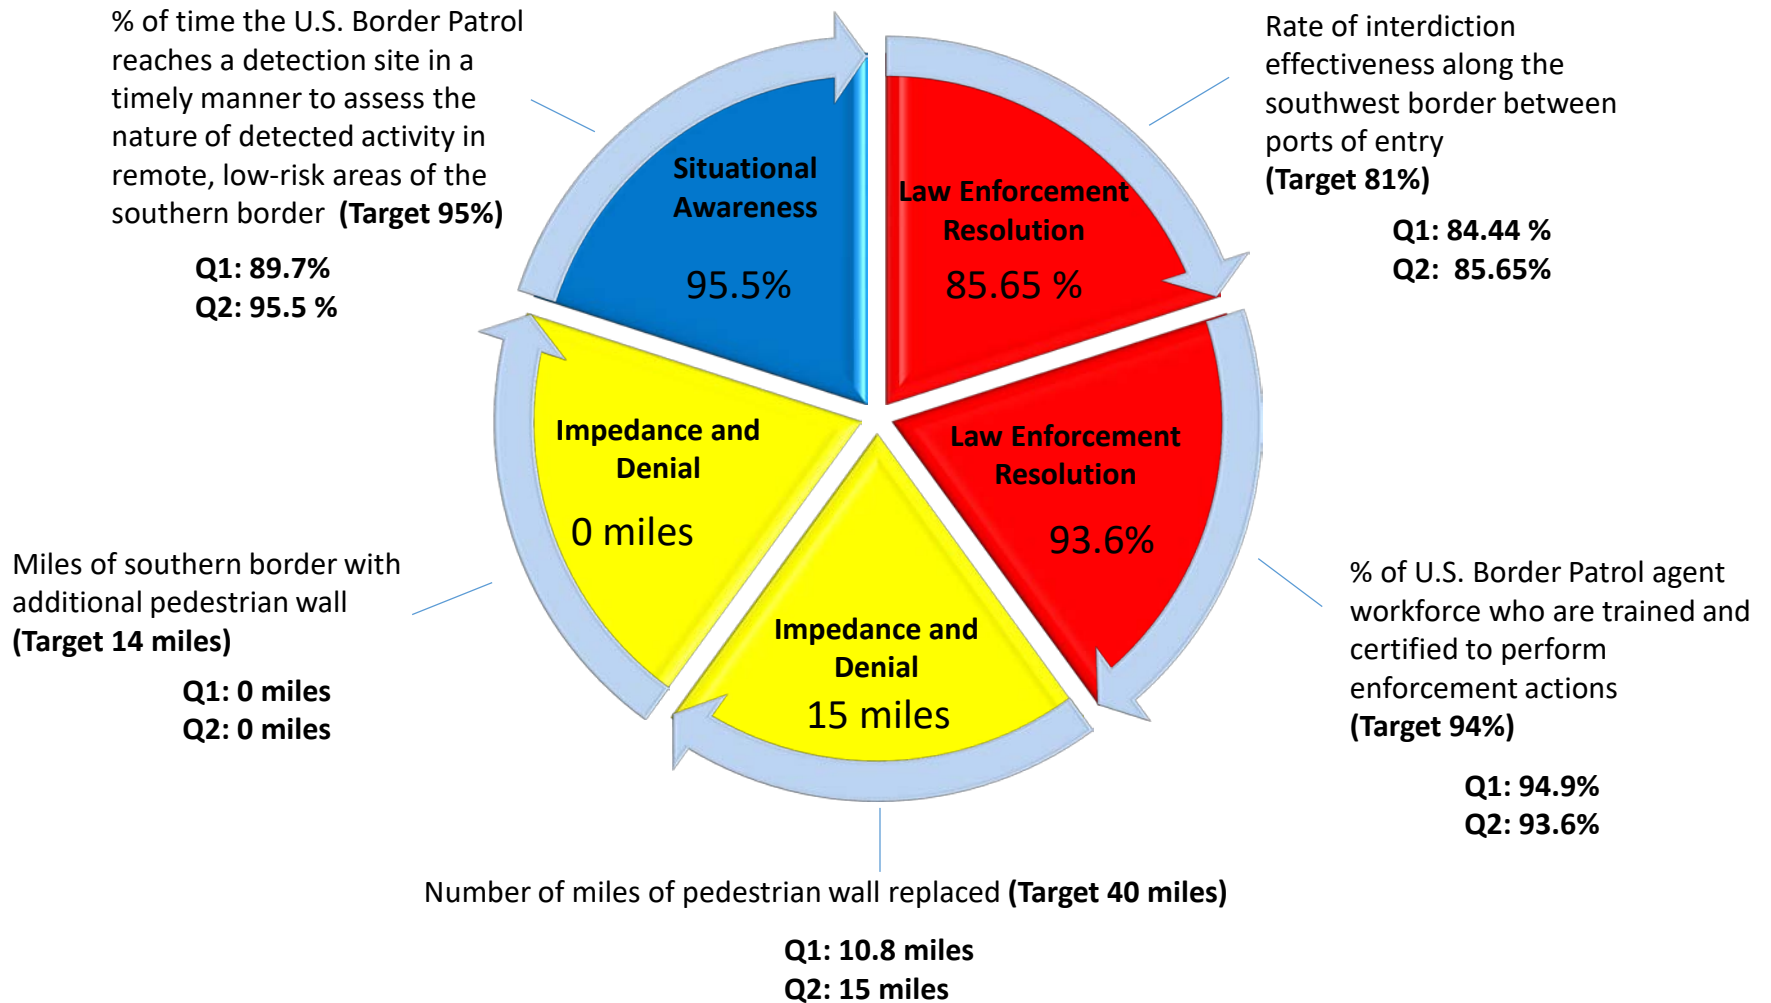 % of time the U.S. Border Patrol
reaches a detection site in a
timely manner to assess the
nature of detected activity in
remote, low-risk areas of the
southern border (Target 95%)
Q1: 89.7%
Q2: 95.5 %
Situational
Awareness
95.5%
Law Enforcement
Resolution
85.65 %
Rate of interdiction
effectiveness along the
southwest border between
ports of entry
(Target 81%)
Q1: 84.44 %
Q2: 85.65%
Impedance and
Denial
0 miles
Law Enforcement
Resolution
93.6%
Miles of southern border with
additional pedestrian wall
(Target 14 miles)
Q1: 0 miles
Q2: 0 miles
Impedance and
Denial
15 miles
% of U.S. Border Patrol agent
workforce who are trained and
certified to perform
enforcement actions
(Target 94%)
Q1: 94.9%
Q2: 93.6%
Number of miles of pedestrian wall replaced (Target 40 miles)
Q1: 10.8 miles
Q2: 15 miles